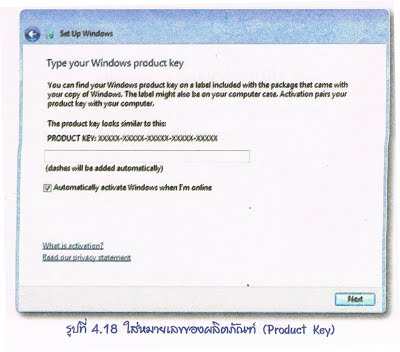 Set Up Windows
Type your Windows product key
You can find your Windows product key on a label included with the package that came with
your copy of Windows. The label might also be on your computer case. Activation pairs your
product key with your computer.
The product key looks similar to this:
PRODUCT KEY: XXXXX-XXXXX-XXXXX-XXXXX-XXXXX
(dashes will be added automatically)
Automatically activate Windows when I'm online
What is activation?
Read our privacy statement
Next
รูปที่ 4.18 ใส่หมายเลขของผลิตภัณฑ์ (Product Key)